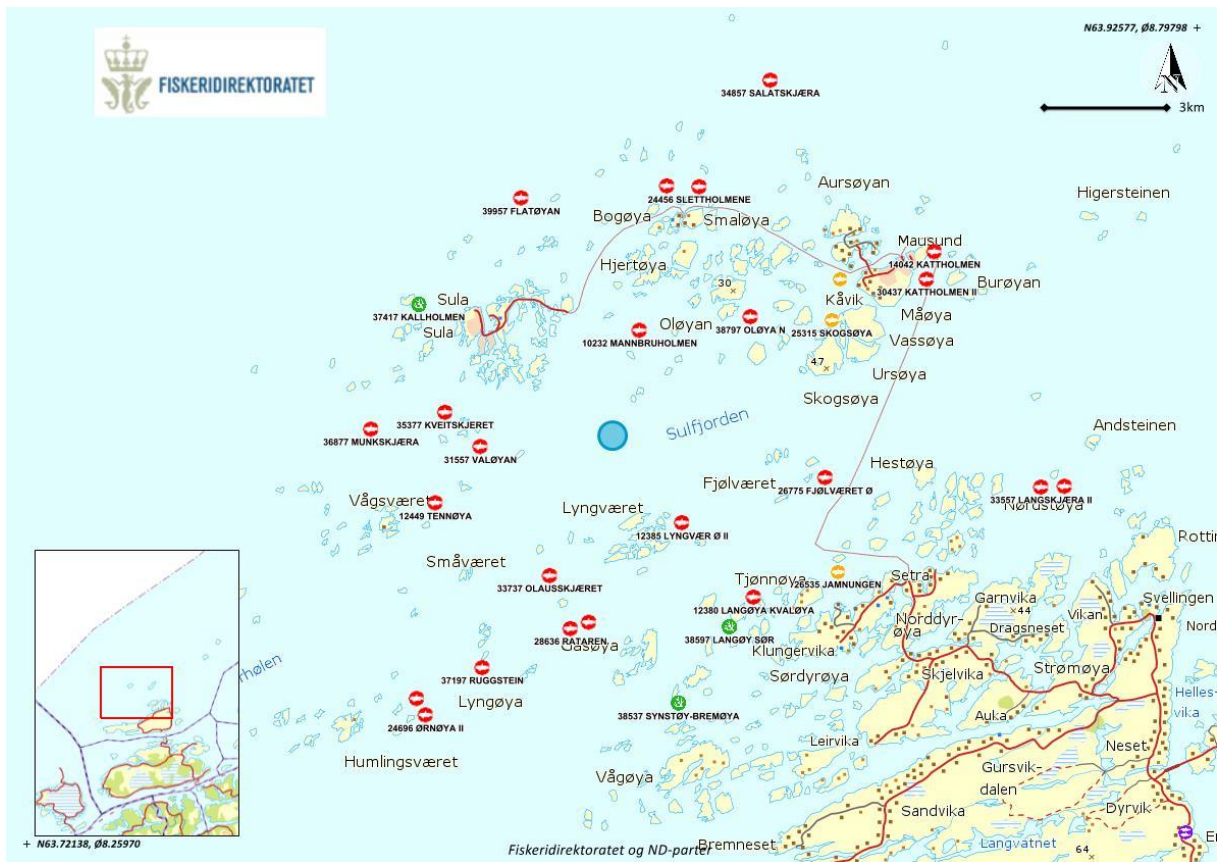 N63.92577, Ø8.79798
FISKERIDIREKTORATET
N
3km
34857 SALATSKJÆRA
Aursøyan
Higersteinen
24456 SLETTHOLMENE
39957 FLATØYAN
Bogøya
Smaløya
Mausund
14042 KATTHOLMEN
Hjertøya
30
Burøyan
30437 KATTHOLMEN II
Kåvik
Sula
37417 KALLHOLMEN
Måøya
Oløyan
38797 OLØYA N
25315 SKOGSØYA
Sula
10232 MANNBRUHOLMEN
Vassøya
47
Ursøya
Skogsøya
35377 KVEITSKJERET
Sulfjorden
Andsteinen
36877 MUNKSKJÆRA
31557 VALØYAN
Hestøya
Fjølværet
26775 FJØLVÆRET Ø
33557 LANGSKJÆRA II
Vågsværet
Nordstøya
12449 TENNØYA
Lyngværet
12385 LYNGVÆR Ø II
Rottin
Småværet
33737 OLAUSSKJÆRET
Tjønnøya
26535 JAMNUNGEN
Setra
Garnvika
Svellingen
12380 LANGØYA KVALØYA
44
Vikan
Norddyr-
øya
Dragsneset
Nord
28636 RATAREN
Gåsøya
38597 LANGØY SØR
Klungervika
Skjelvika
Strømøya
37197 RUGGSTEIN
Sørdyrøya
Lyngøya
Helles-
vika
rhølen
24696 ØRNØYA II
38537 SYNSTØY-BREMØYA
Auka
Leirvika
Neset
Humlingsværet
Vågøya
Gursvik-
dalen
Sandvika
Dyrvik
N63.72138, Ø8.25970
Bremneset
Langvatnet
64
Fiskeridirektoratet og ND-parter